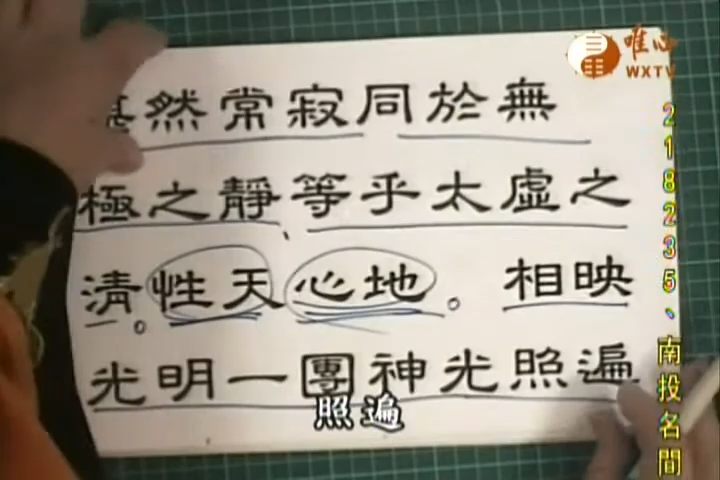 然常寂同於無
極之靜、等乎太虛之
清。性天心地。相映
光明一團神光照遍
照遍
唯心
WXTV
218235、南投名間